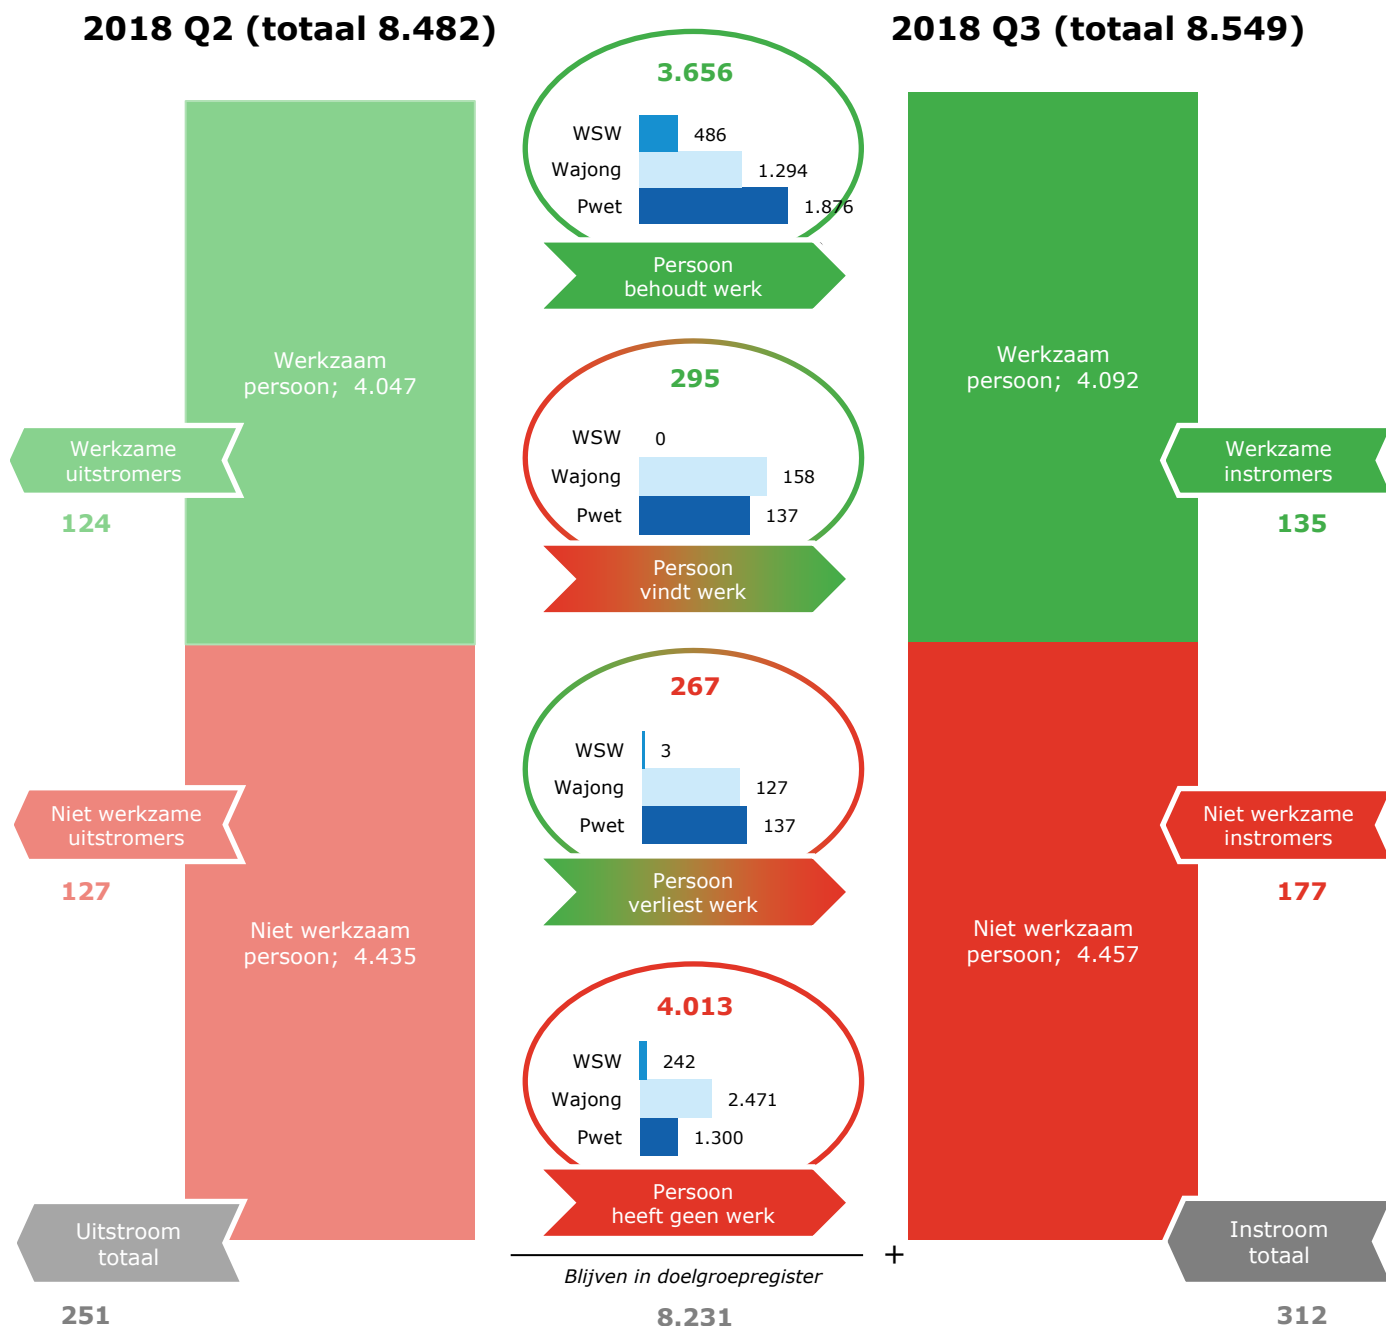 2018 Q2 (totaal 8.482)
2018 Q3 (totaal 8.549)
3.656
WSW 486
Wajong 1.294
Pwet 1.876
Persoon
behoudt werk
Werkzaam
persoon; 4.047
Werkzaam
persoon; 4.092
295
WSW 0
Wajong 158
Pwet 137
Persoon
vindt werk
Werkzame
uitstromers
124
Werkzame
instromers
135
267
WSW 3
Wajong 127
Pwet 137
Persoon
verliest werk
Niet werkzame
uitstromers
127
Niet werkzame
instromers
177
Niet werkzaam
persoon; 4.435
Niet werkzaam
persoon; 4.457
4.013
WSW 242
Wajong 2.471
Pwet 1.300
Persoon
heeft geen werk
Uitstroom
totaal
251
+
Blijven in doelgroepregister
8.231
Instroom
totaal
312